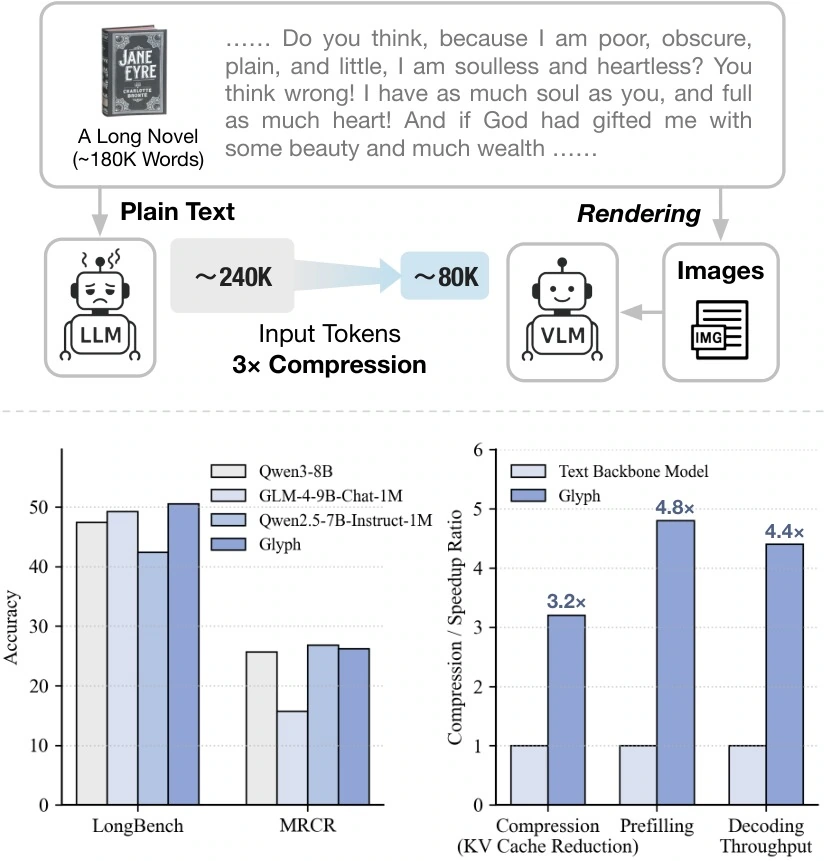 JANE
EYRE
CHARLOTTE
BRONTË
A Long Novel
(~180K Words)
...... Do you think, because I am poor, obscure,
plain, and little, I am soulless and heartless? You
think wrong! I have as much soul as you, and full
as much heart! And if God had gifted me with
some beauty and much wealth ......
Plain Text
Rendering
LLM
~240K
~80K
Input Tokens
3× Compression
VLM
Images
IMG
Accuracy
50
40
30
20
10
0
Qwen3-8B
GLM-4-9B-Chat-1M
Qwen2.5-7B-Instruct-1M
Glyph
LongBench
MRCR
Compression / Speedup Ratio
6
5
4
3
2
1
0
Text Backbone Model
Glyph
3.2×
4.8×
4.4×
Compression
(KV Cache Reduction)
Prefilling
Decoding
Throughput